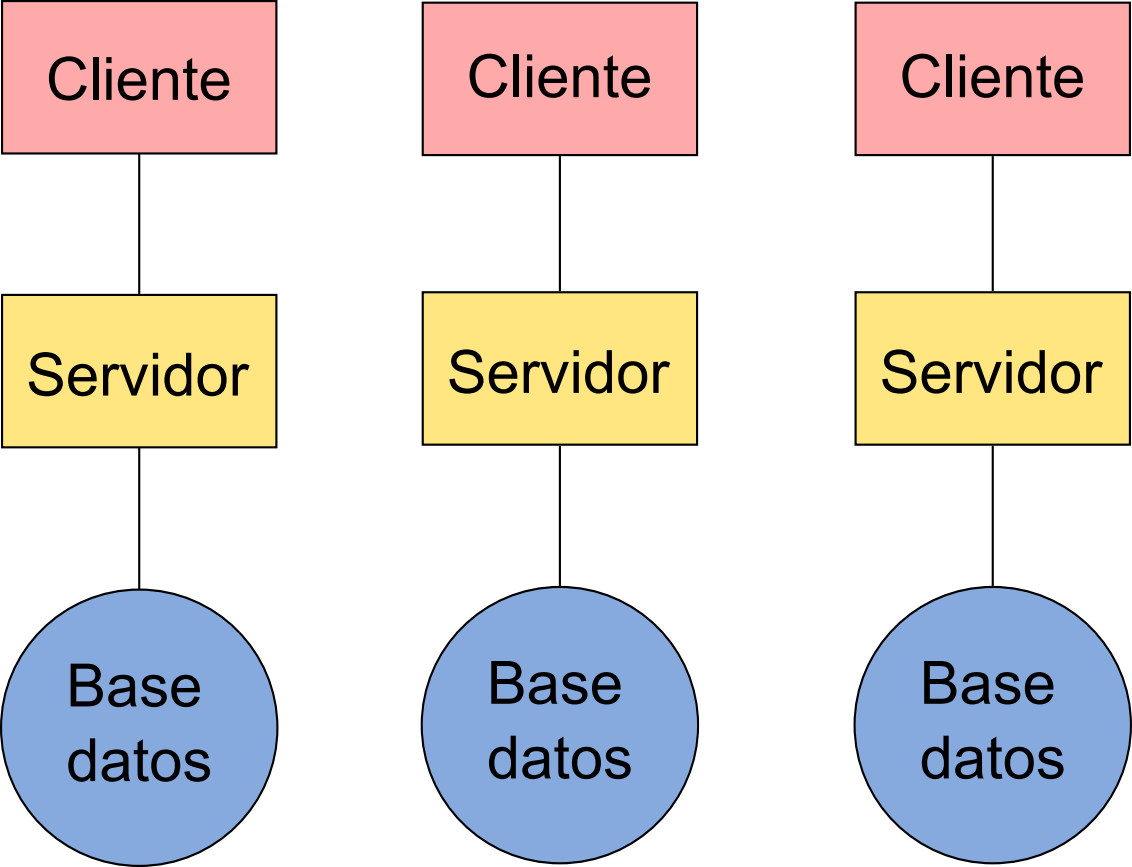 Cliente
Cliente
Cliente
Servidor
Servidor
Servidor
Base
datos
Base
datos
Base
datos